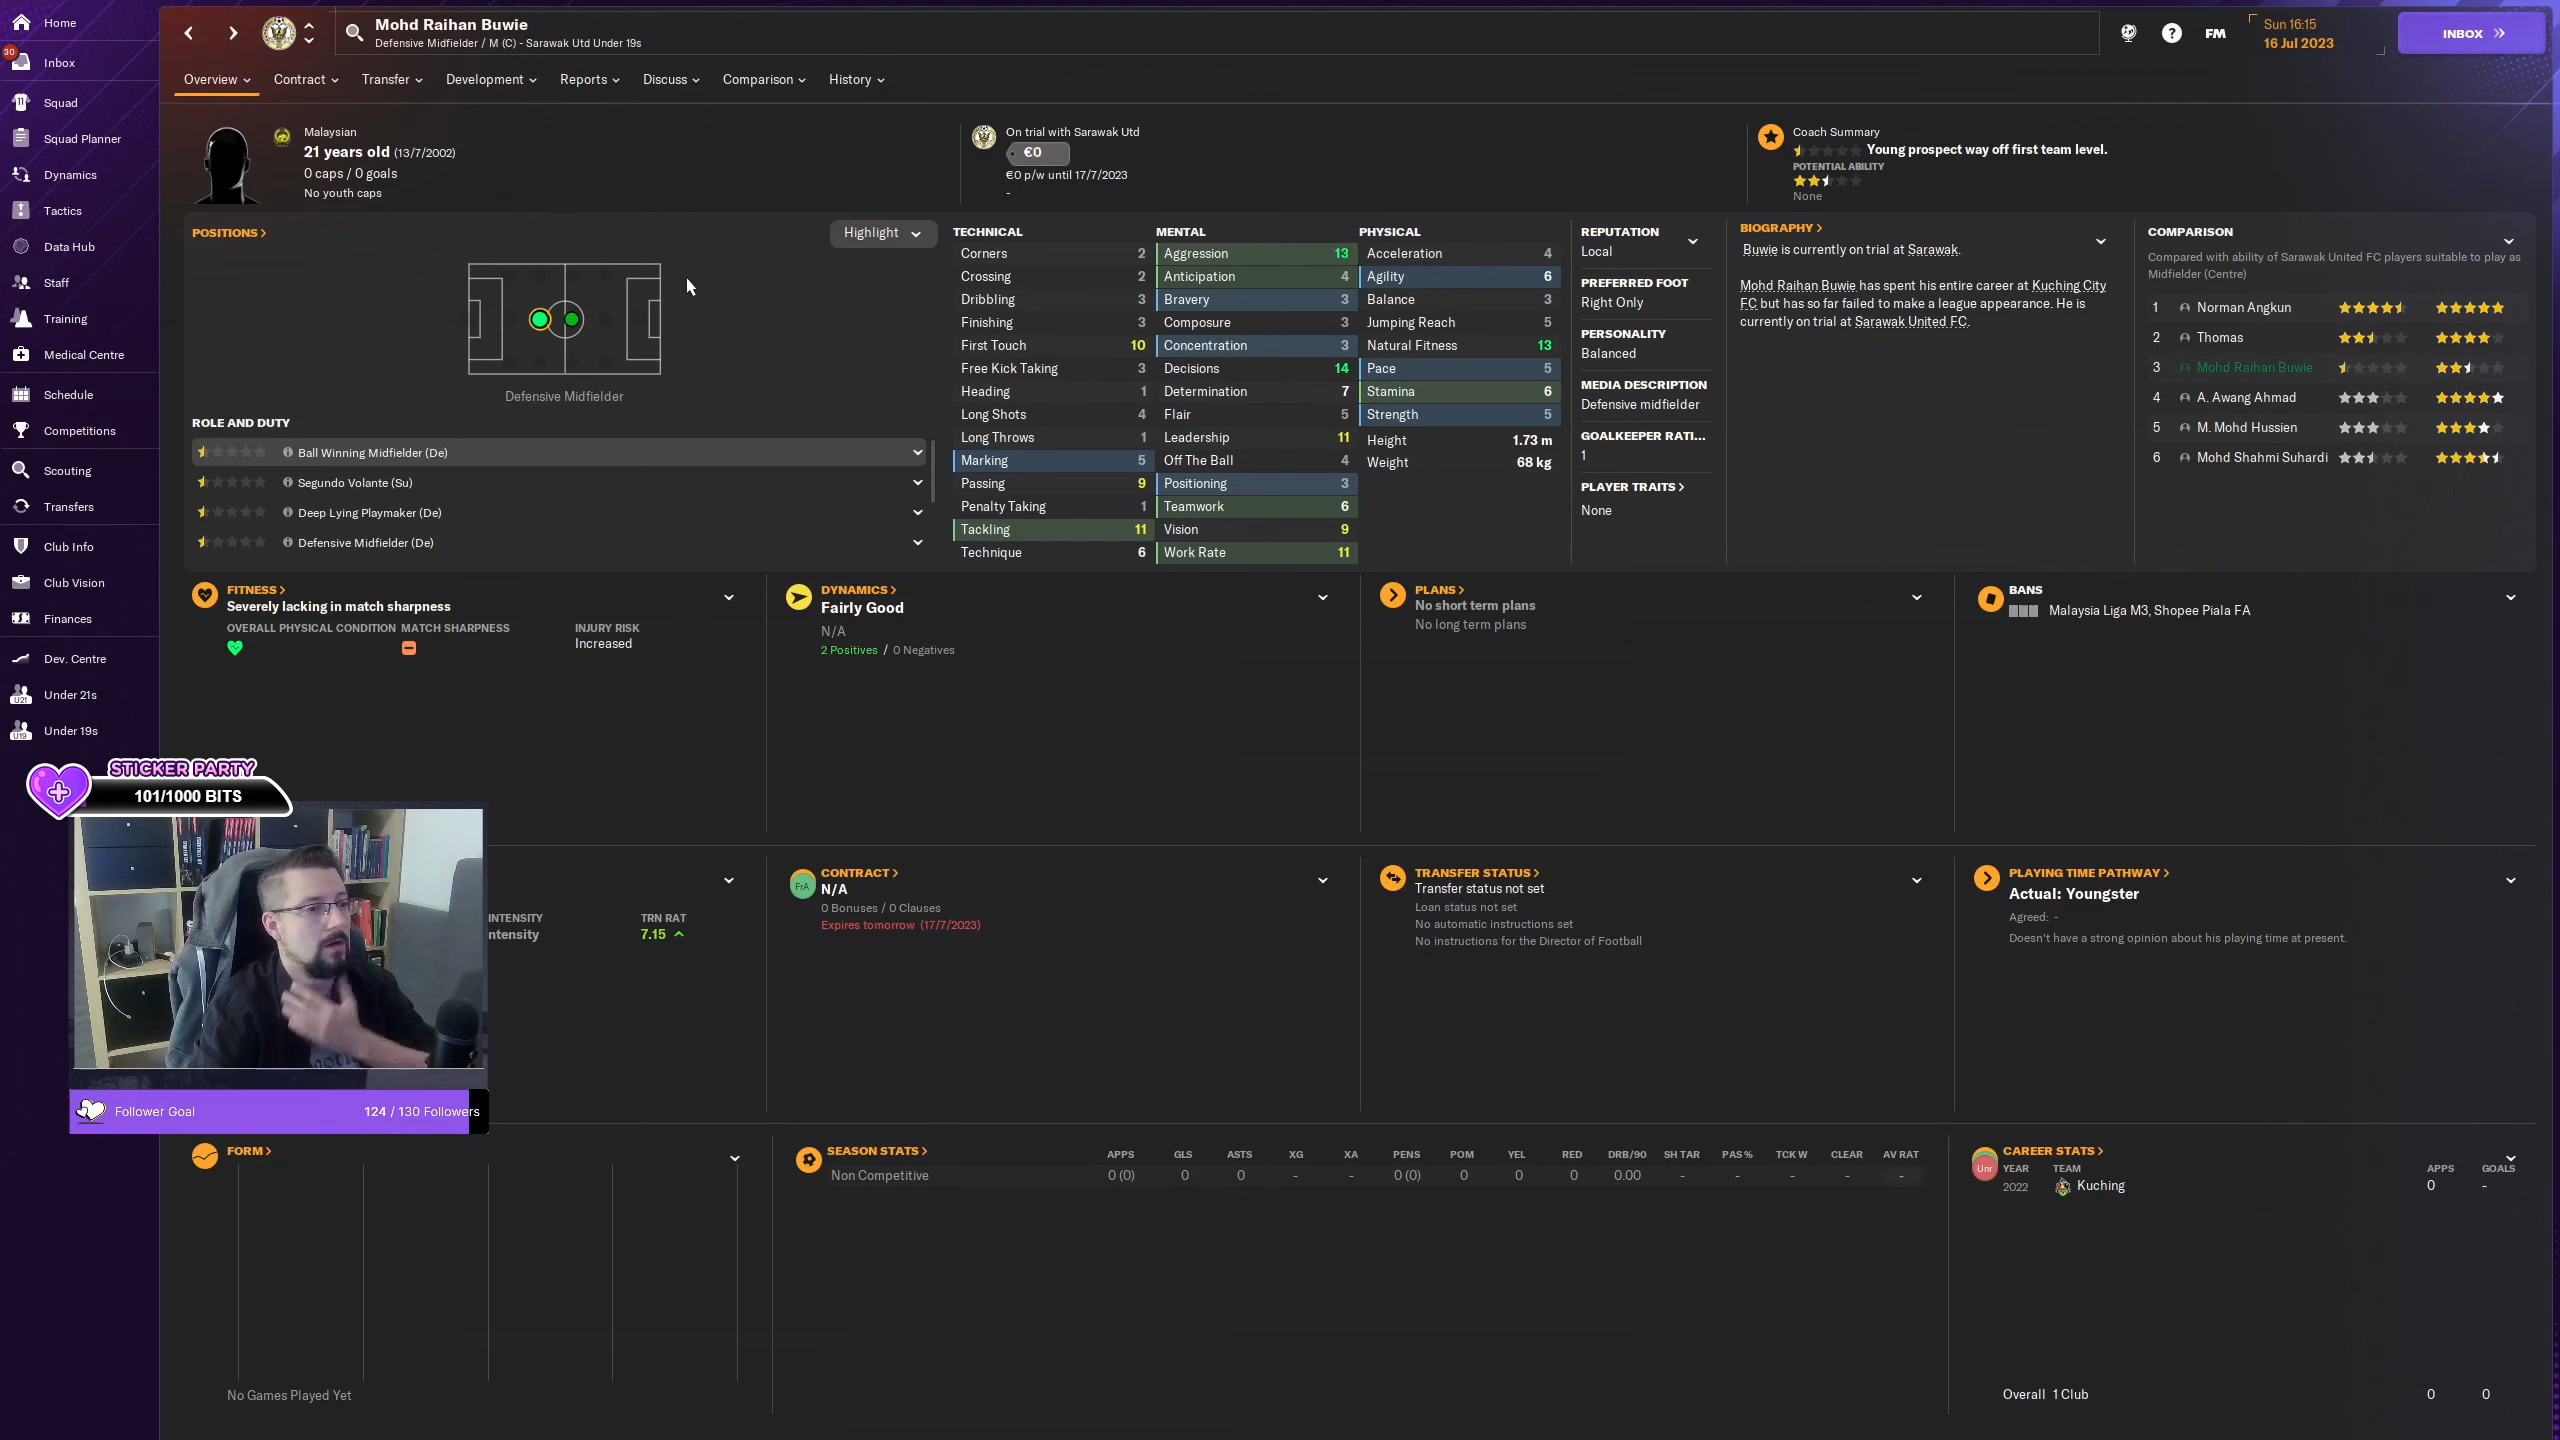 Home
30
Inbox
Squad
Squad Planner
Dynamics
Tactics
Data Hub
Staff
Training
Medical Centre
Schedule
Competitions
Scouting
Transfers
Club Info
Club Vision
Finances
Dev. Centre
U21
Under 21s
U19
Under 19s
Mohd Raihan Buwie
Defensive Midfielder / M (C) - Sarawak Utd Under 19s
FM
Sun 16:15
16 Jul 2023
INBOX
Overview Contract Transfer Development Reports Discuss Comparison History
Malaysian
21 years old (13/7/2002)
0 caps / 0 goals
No youth caps
On trial with Sarawak Utd
€0
€0 p/w until 17/7/2023
-
Coach Summary
Young prospect way off first team level.
POTENTIAL ABILITY
None
POSITIONS >
Highlight
Defensive Midfielder
ROLE AND DUTY
Ball Winning Midfielder (De)
Segundo Volante (Su)
Deep Lying Playmaker (De)
Defensive Midfielder (De)
TECHNICAL
Corners 2
Crossing 2
Dribbling 3
Finishing 3
First Touch 10
Free Kick Taking 3
Heading 1
Long Shots 4
Long Throws 1
Marking 5
Passing 9
Penalty Taking 1
Tackling 11
Technique 6
MENTAL
Aggression 13
Anticipation 4
Bravery 3
Composure 3
Concentration 3
Decisions 14
Determination 7
Flair 5
Leadership 11
Off The Ball 4
Positioning 3
Teamwork 6
Vision 9
Work Rate 11
PHYSICAL
Acceleration 4
Agility 6
Balance 3
Jumping Reach 5
Natural Fitness 13
Pace 5
Stamina 6
Strength 5
Height 1.73 m
Weight 68 kg
REPUTATION
Local
PREFERRED FOOT
Right Only
PERSONALITY
Balanced
MEDIA DESCRIPTION
Defensive midfielder
GOALKEEPER RATI...
1
PLAYER TRAITS >
None
BIOGRAPHY >
Buwie is currently on trial at Sarawak.
Mohd Raihan Buwie has spent his entire career at Kuching City
FC but has so far failed to make a league appearance. He is
currently on trial at Sarawak United FC.
COMPARISON
Compared with ability of Sarawak United FC players suitable to play as
Midfielder (Centre)
1 Norman Angkun
2 Thomas
3 Mohd Raihan Buwie
4 A. Awang Ahmad
5 M. Mohd Hussien
6 Mohd Shahmi Suhardi
FITNESS >
Severely lacking in match sharpness
OVERALL PHYSICAL CONDITION MATCH SHARPNESS INJURY RISK
Increased
DYNAMICS >
Fairly Good
N/A
2 Positives / 0 Negatives
PLANS >
No short term plans
No long term plans
BANS
Malaysia Liga M3, Shopee Piala FA
STICKER PARTY
101/1000 BITS
INTENSITY TRN RAT
ntensity 7.15
Follower Goal 124 / 130 Followers
CONTRACT >
FrA
N/A
0 Bonuses / 0 Clauses
Expires tomorrow (17/7/2023)
TRANSFER STATUS >
Transfer status not set
Loan status not set
No automatic instructions set
No instructions for the Director of Football
PLAYING TIME PATHWAY >
Actual: Youngster
Agreed: -
Doesn't have a strong opinion about his playing time at present.
FORM >
No Games Played Yet
SEASON STATS > APPS GLS ASTS XG XA PENS POM YEL RED DRB/90 SH TAR PAS % TCK W CLEAR AV RAT
Non Competitive 0 (0) 0 0 - - 0 (0) 0 0 0 0.00 - - - - -
CAREER STATS >
Unr
YEAR TEAM APPS GOALS
2022 Kuching 0 -
Overall 1 Club 0 0